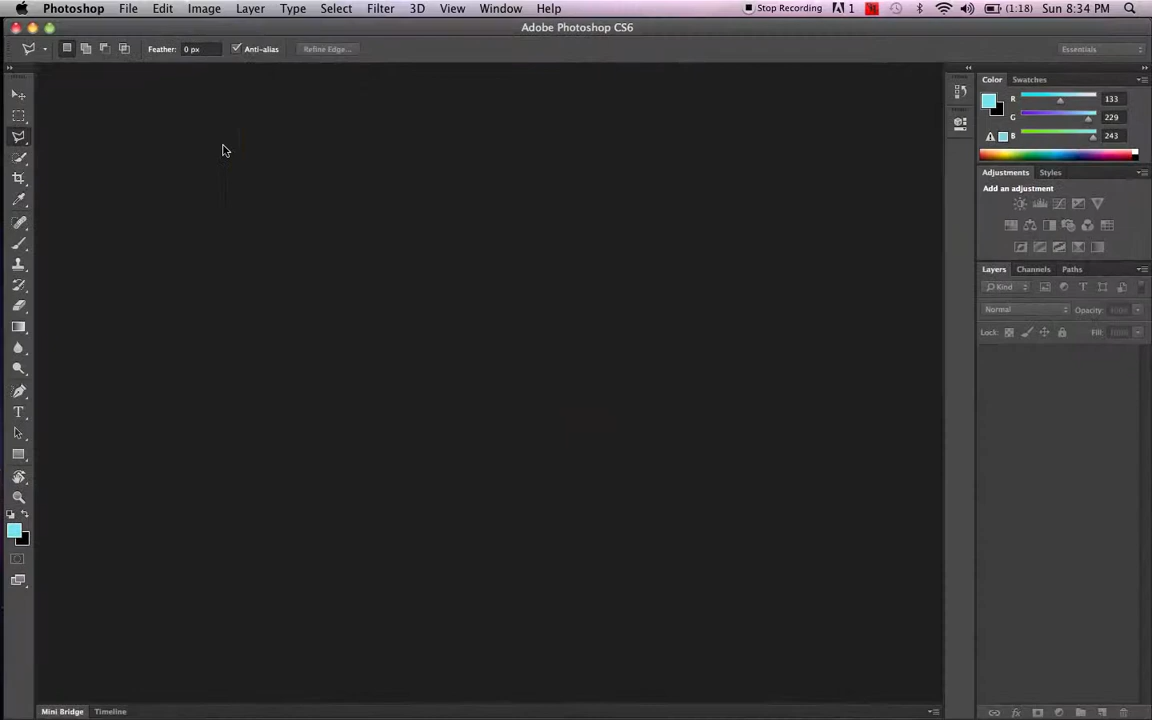 Photoshop File Edit Image Layer Type Select Filter 3D View Window Help Stop Recording 1 (1:18) Sun 8:34 PM
Adobe Photoshop CS6
Feather: 0 px Anti-alias Refine Edge... Essentials
Color Swatches
R 133
G 229
B 243
Adjustments Styles
Add an adjustment
Layers Channels Paths
Kind
Normal Opacity:
Lock: Fill:
Mini Bridge Timeline